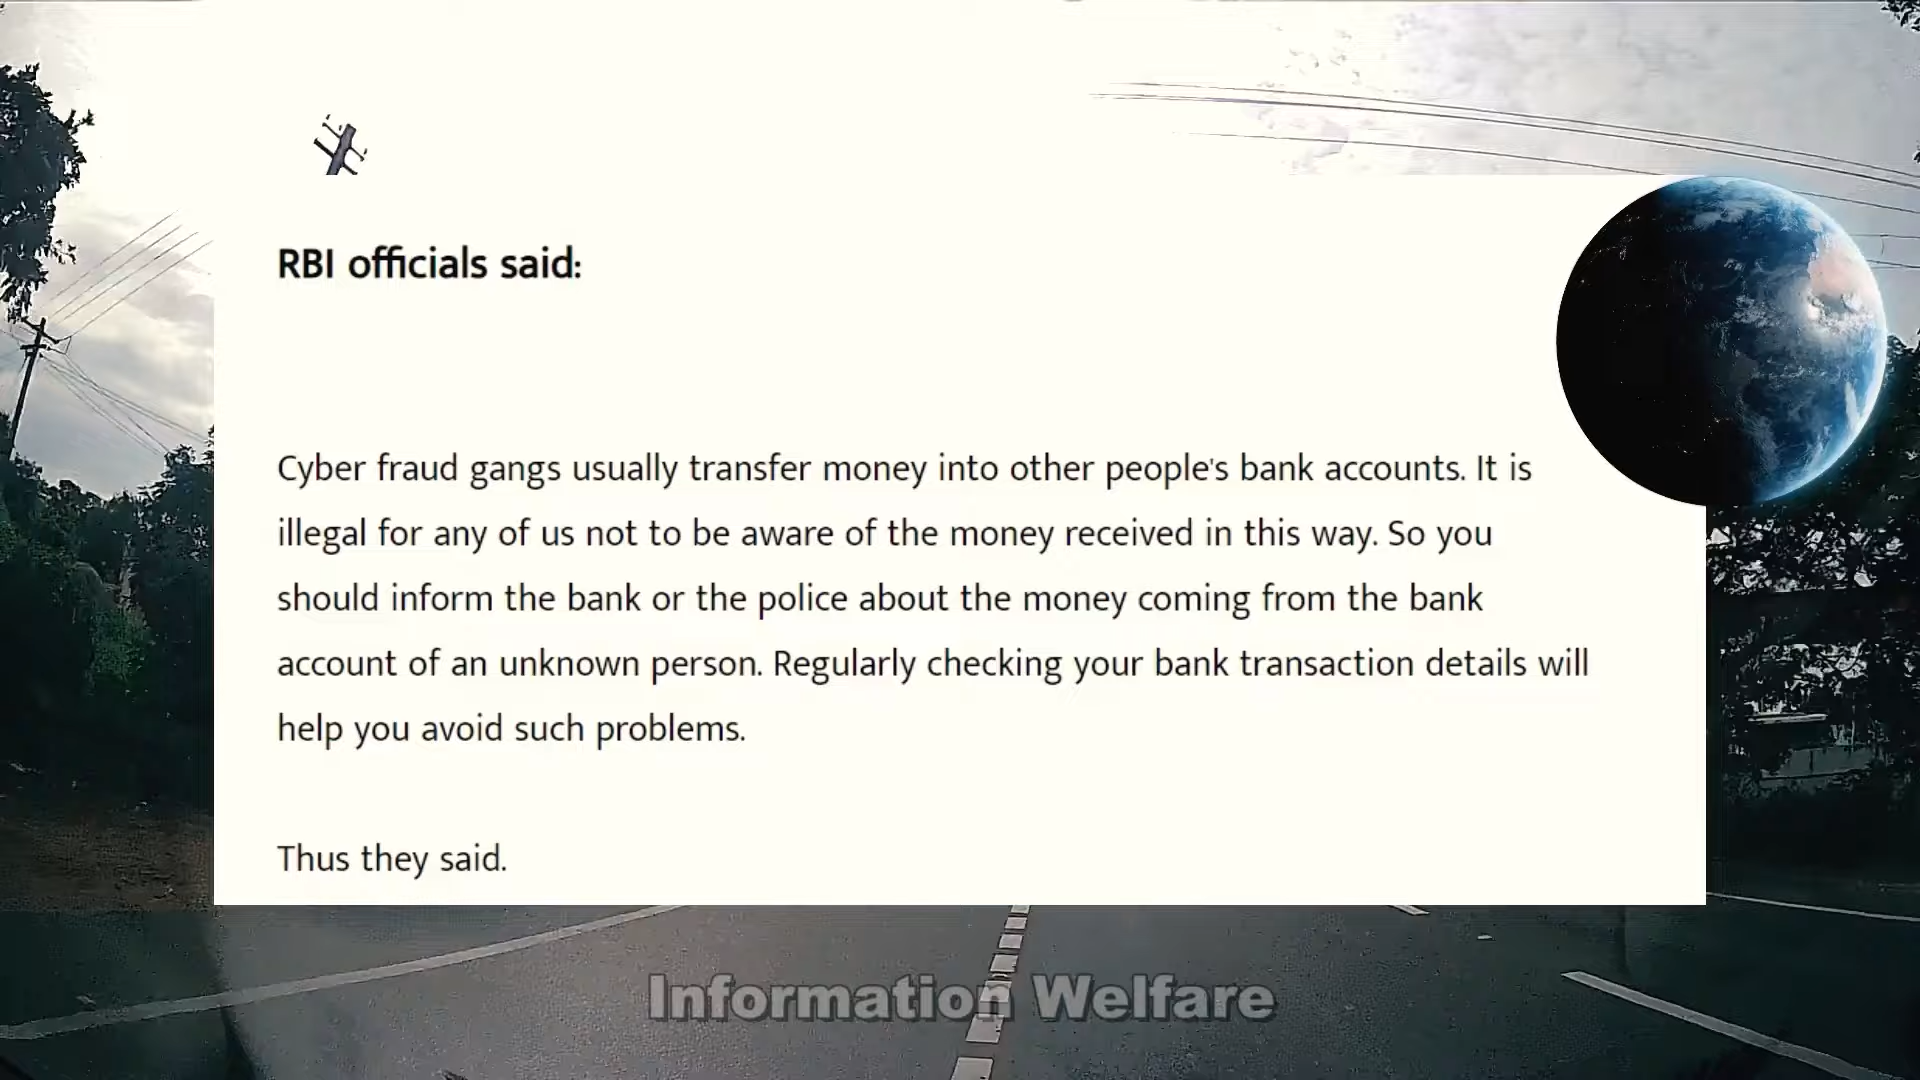 RBI officials said:
Cyber fraud gangs usually transfer money into other people's bank accounts. It is
illegal for any of us not to be aware of the money received in this way. So you
should inform the bank or the police about the money coming from the bank
account of an unknown person. Regularly checking your bank transaction details will
help you avoid such problems.
Thus they said.
Information Welfare